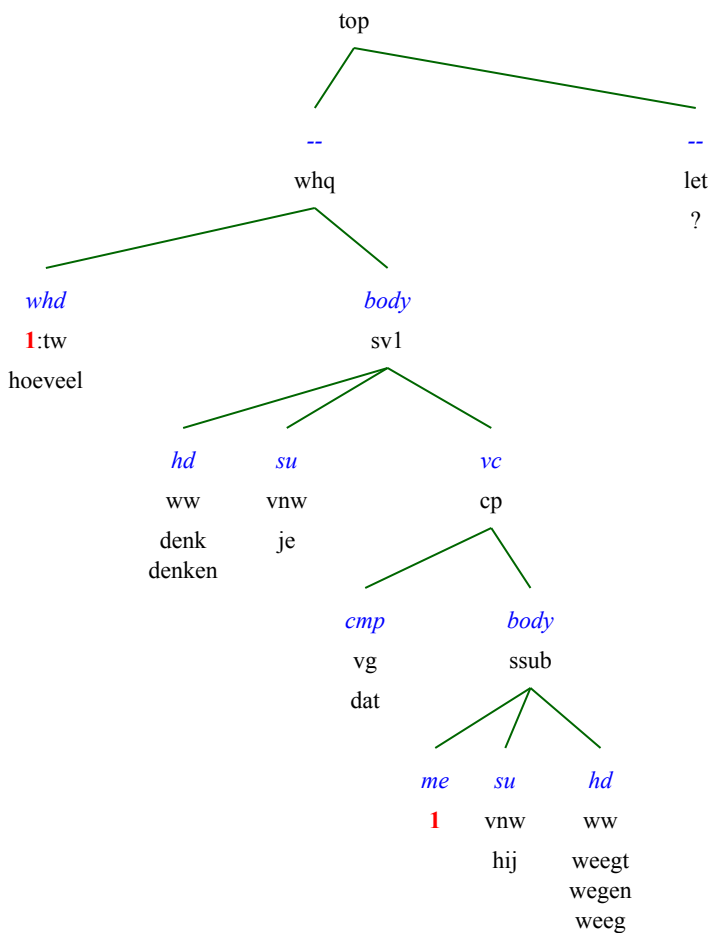 top
-- --
whq let
?
whd body
1:tw sv1
hoeveel
hd su vc
ww vnw cp
denk je
denken
cmp body
vg ssub
dat
me su hd
1 vnw ww
hij weegt
wegen
weeg